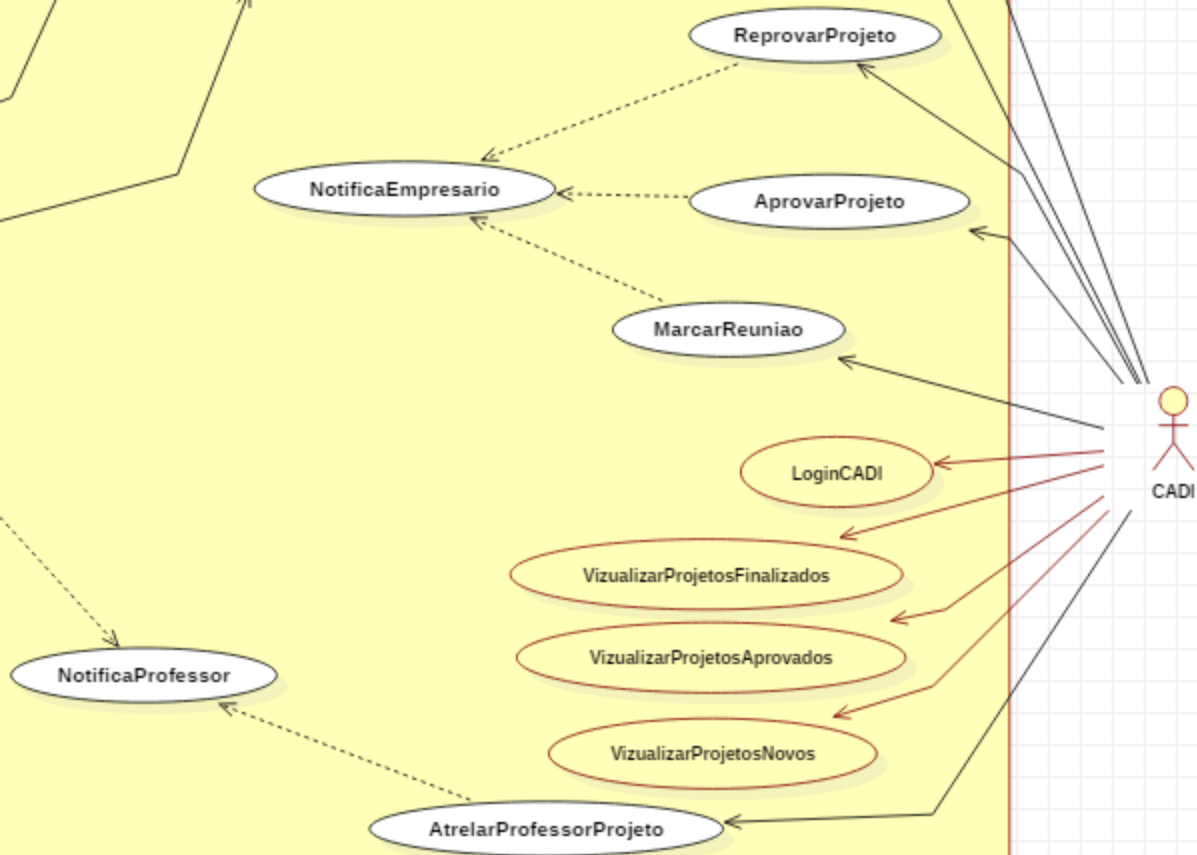 ReprovarProjeto
NotificaEmpresario
AprovarProjeto
MarcarReuniao
LoginCADI
CADI
VizualizarProjetosFinalizados
VizualizarProjetosAprovados
NotificaProfessor
VizualizarProjetosNovos
AtrelarProfessorProjeto